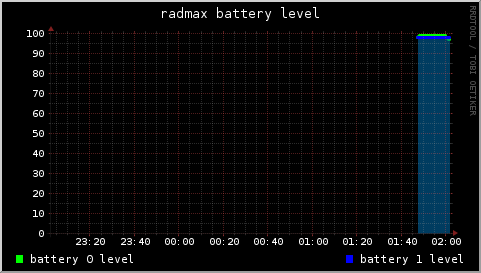 radmax battery level
RRDTOOL / TOBI OETIKER
100
90
80
70
60
50
40
30
20
10
0
23:20 23:40 00:00 00:20 00:40 01:00 01:20 01:40 02:00
battery 0 level battery 1 level